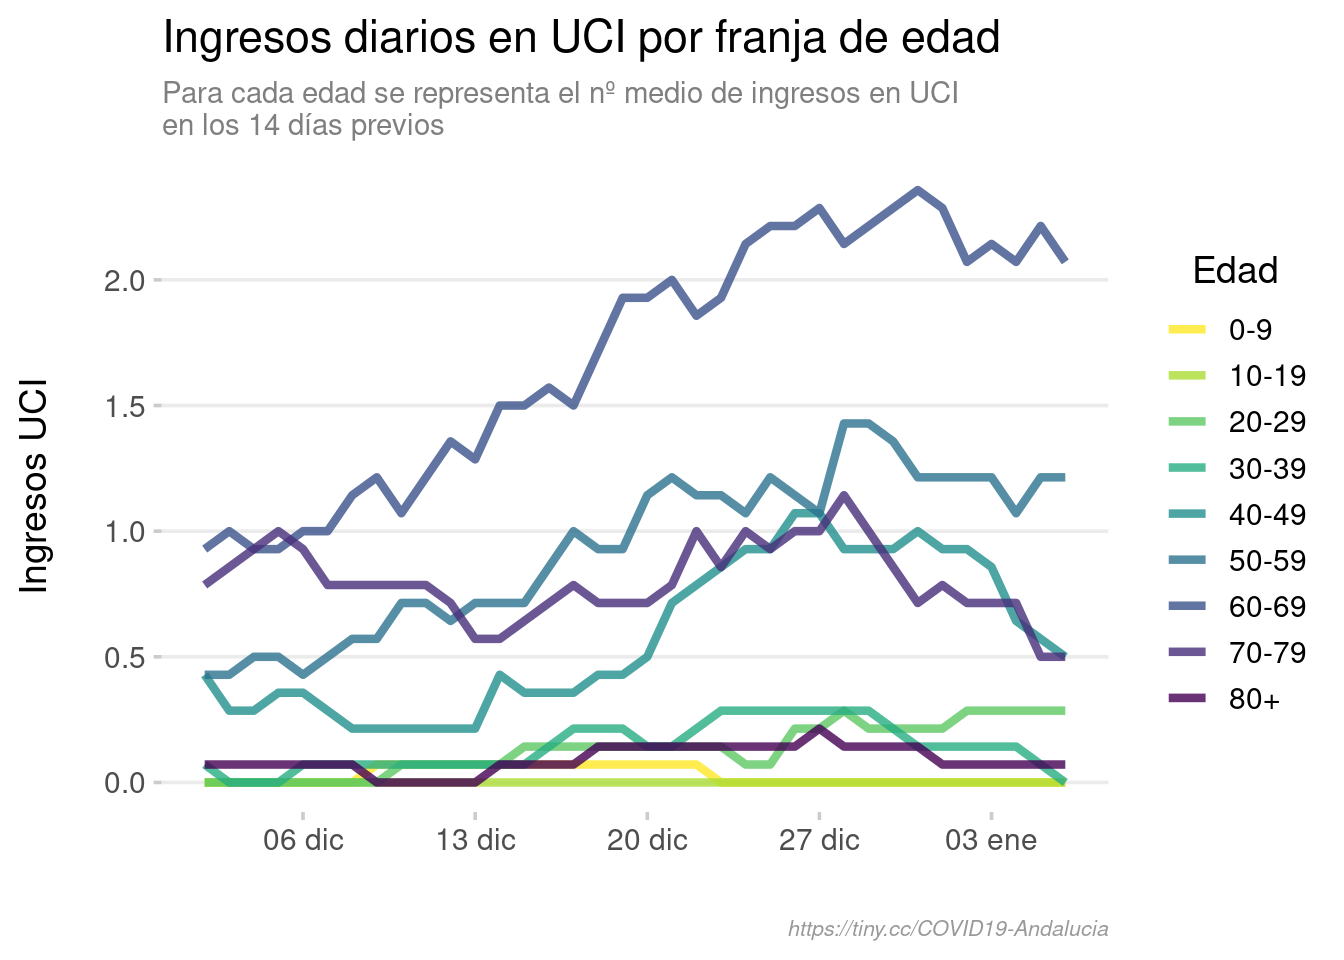 Ingresos diarios en UCI por franja de edad
Para cada edad se representa el nº medio de ingresos en UCI
en los 14 días previos
Ingresos UCI
2.0
1.5
1.0
0.5
0.0
06 dic
13 dic
20 dic
27 dic
03 ene
Edad
0-9
10-19
20-29
30-39
40-49
50-59
60-69
70-79
80+
https://tiny.cc/COVID19-Andalucia